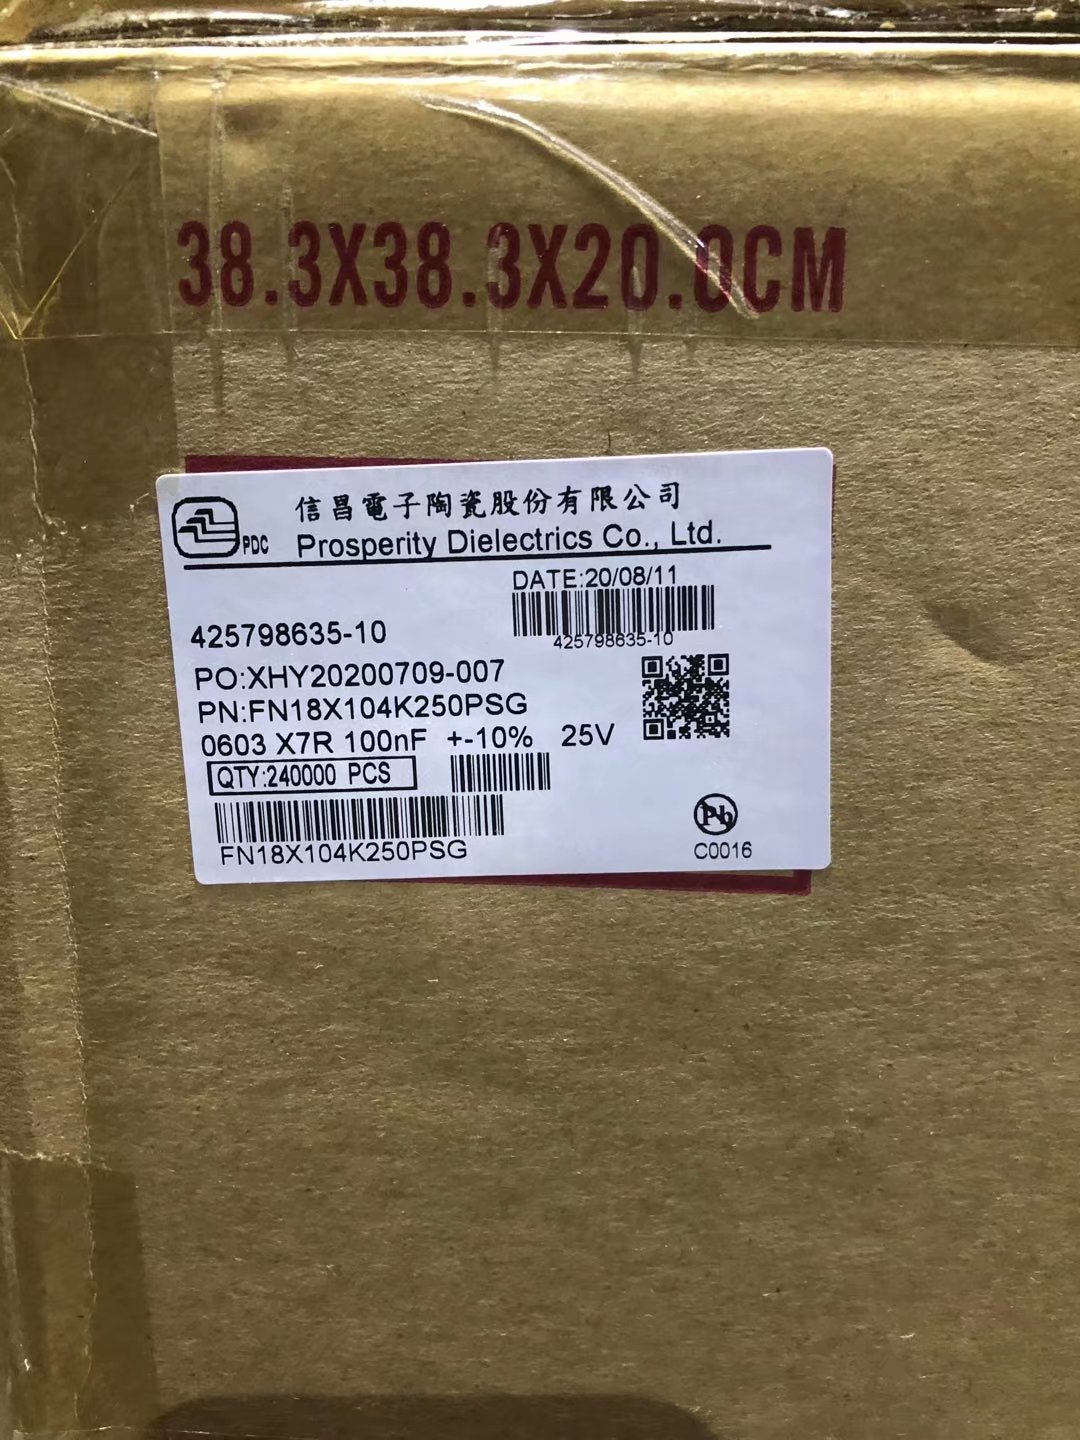 38.3X38.3X20.0CM
信昌電子陶瓷股份有限公司
PDC Prosperity Dielectrics Co., Ltd.
DATE:20/08/11
425798635-10
425798635-10
PO:XHY20200709-007
PN:FN18X104K250PSG
0603 X7R 100nF +-10% 25V
QTY:240000 PCS
Pb
FN18X104K250PSG
C0016